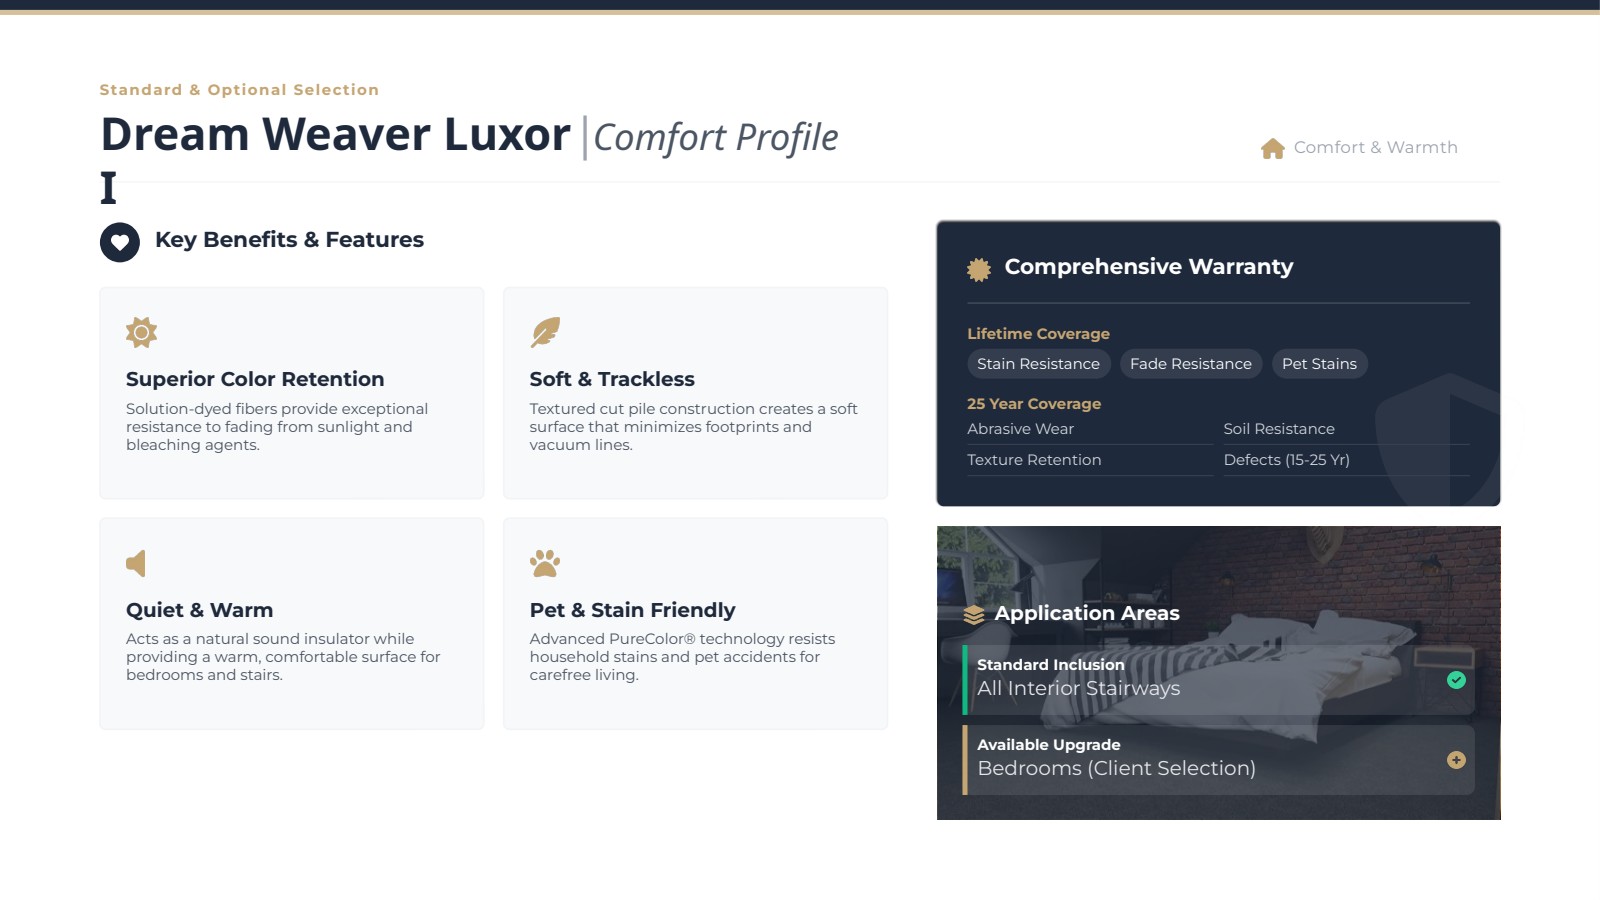 Standard & Optional Selection
Dream Weaver Luxor
I
Comfort Profile
Comfort & Warmth
Key Benefits & Features
Superior Color Retention
Solution-dyed fibers provide exceptional
resistance to fading from sunlight and
bleaching agents.
Soft & Trackless
Textured cut pile construction creates a soft
surface that minimizes footprints and
vacuum lines.
Quiet & Warm
Acts as a natural sound insulator while
providing a warm, comfortable surface for
bedrooms and stairs.
Pet & Stain Friendly
Advanced PureColor® technology resists
household stains and pet accidents for
carefree living.
Comprehensive Warranty
Lifetime Coverage
Stain Resistance Fade Resistance Pet Stains
25 Year Coverage
Abrasive Wear Soil Resistance
Texture Retention Defects (15-25 Yr)
Application Areas
Standard Inclusion
All Interior Stairways
Available Upgrade
Bedrooms (Client Selection)